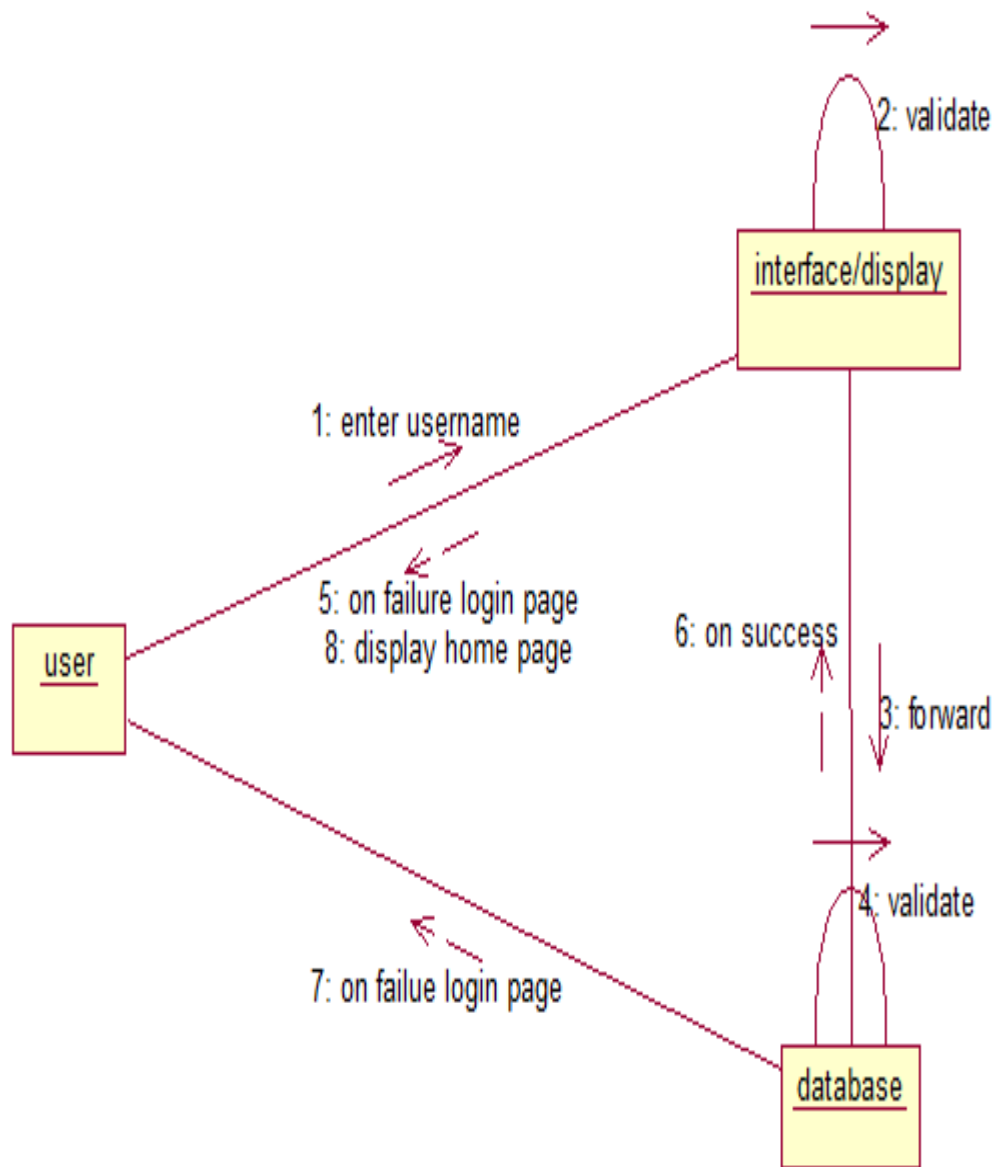 2: validate
interface/display
1: enter username
5: on failure login page
8: display home page
6: on success
user
3: forward
4: validate
7: on failue login page
database